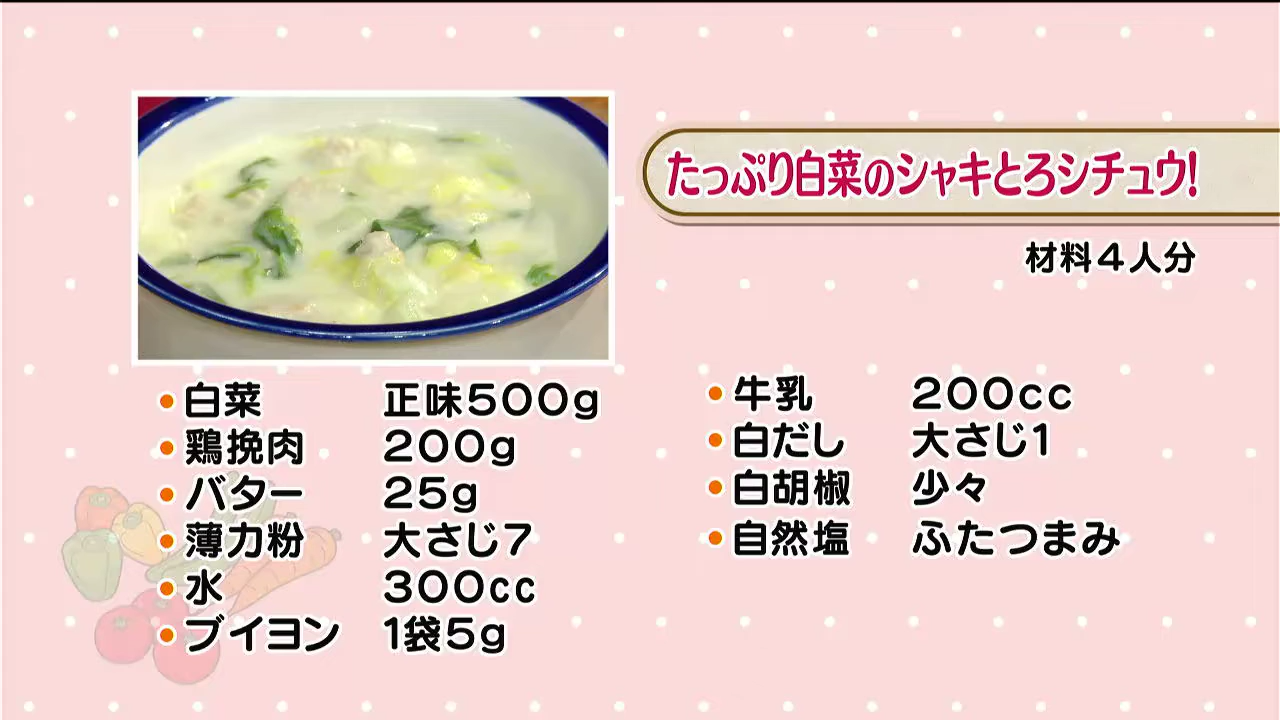 たっぷり白菜のシャキとろシチュウ!
材料4人分
・白菜 正味500g
・鶏挽肉 200g
・バター 25g
・薄力粉 大さじ7
・水 300cc
・ブイヨン 1袋5g
・牛乳 200cc
・白だし 大さじ1
・白胡椒 少々
・自然塩 ふたつまみ